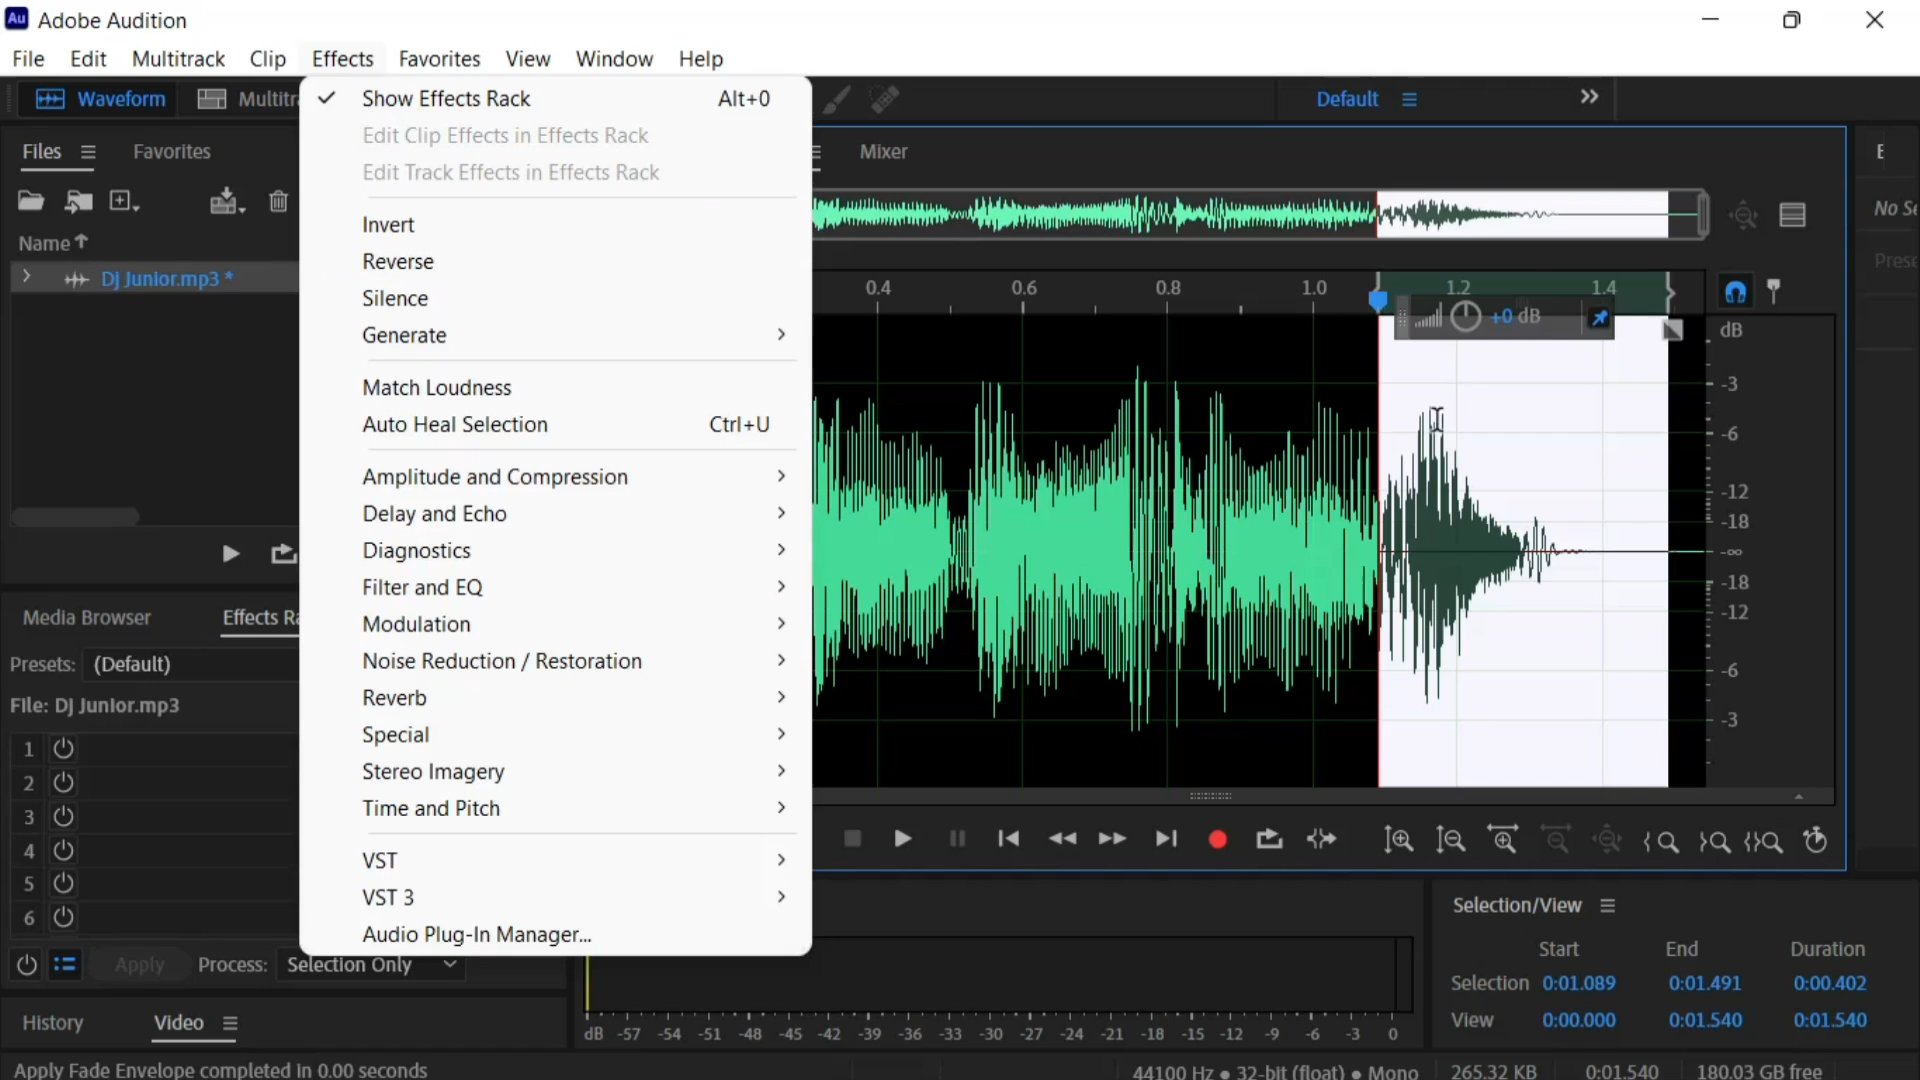 Au Adobe Audition
File Edit Multitrack Clip Effects Favorites View Window Help
Waveform Multitr
Default
Files Favorites
Name
Dj Junior.mp3 *
Media Browser Effects Ra
Presets: (Default)
File: Dj Junior.mp3
1
2
3
4
5
6
Apply Process: Selection Only
History Video
Apply Fade Envelope completed in 0.00 seconds
Show Effects Rack Alt+0
Edit Clip Effects in Effects Rack
Edit Track Effects in Effects Rack
Invert
Reverse
Silence
Generate
Match Loudness
Auto Heal Selection Ctrl+U
Amplitude and Compression
Delay and Echo
Diagnostics
Filter and EQ
Modulation
Noise Reduction / Restoration
Reverb
Special
Stereo Imagery
Time and Pitch
VST
VST 3
Audio Plug-In Manager...
Mixer
0.4 0.6 0.8 1.0 1.2 1.4
+0 dB
dB
-3
-6
-12
-18
-∞
-18
-12
-6
-3
E
No Se
Prese
dB -57 -54 -51 -48 -45 -42 -39 -36 -33 -30 -27 -24 -21 -18 -15 -12 -9 -6 -3 0
Selection/View
Start End Duration
Selection 0:01.089 0:01.491 0:00.402
View 0:00.000 0:01.540 0:01.540
44100 Hz • 32-bit (float) • Mono 265.32 KB 0:01.540 180.03 GB free